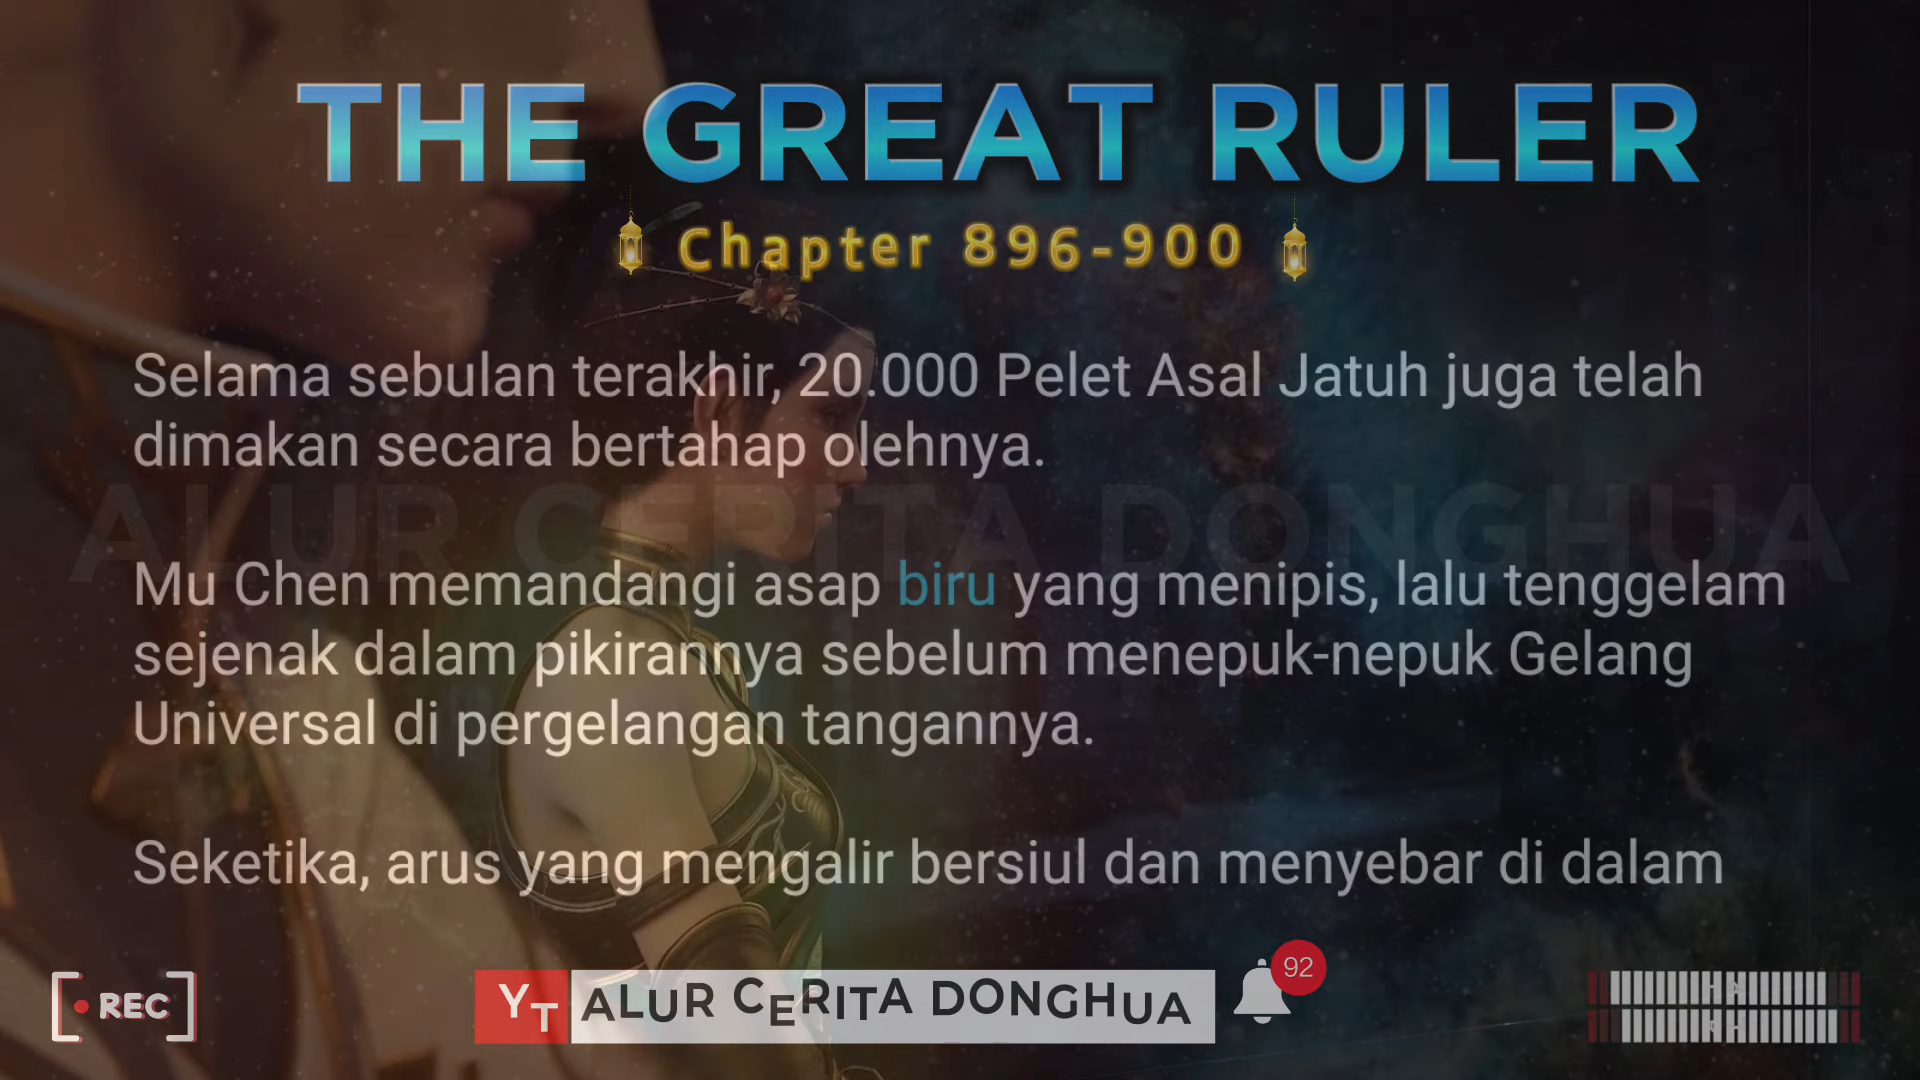 THE GREAT RULER
Chapter 896-900
Selama sebulan terakhir, 20.000 Pelet Asal Jatuh juga telah
dimakan secara bertahap olehnya.
ALUR CERITA DONGHUA
Mu Chen memandangi asap biru yang menipis, lalu tenggelam
sejenak dalam pikirannya sebelum menepuk-nepuk Gelang
Universal di pergelangan tangannya.
Seketika, arus yang mengalir bersiul dan menyebar di dalam
REC
YT ALUR CERITA DONGHUA
92